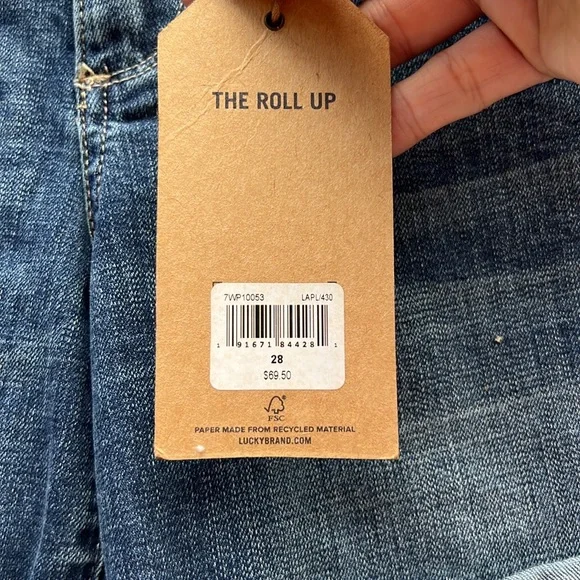 THE ROLL UP
7WP10053 LAPL/430
1 91671 84428 1
28
$69.50
FSC
PAPER MADE FROM RECYCLED MATERIAL
LUCKYBRAND.COM